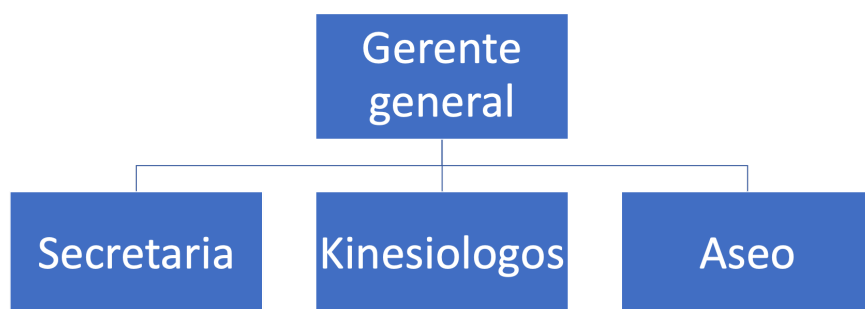 Gerente
general
Secretaria
Kinesiologos
Aseo